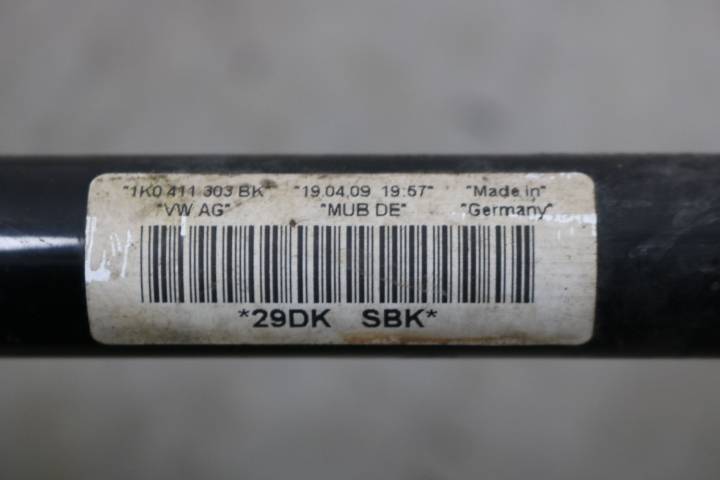 "1K0 411 303 BK" "19.04.09 19:57" "Made in"
"VW AG" "MUB DE" "Germany"
*29DK SBK*